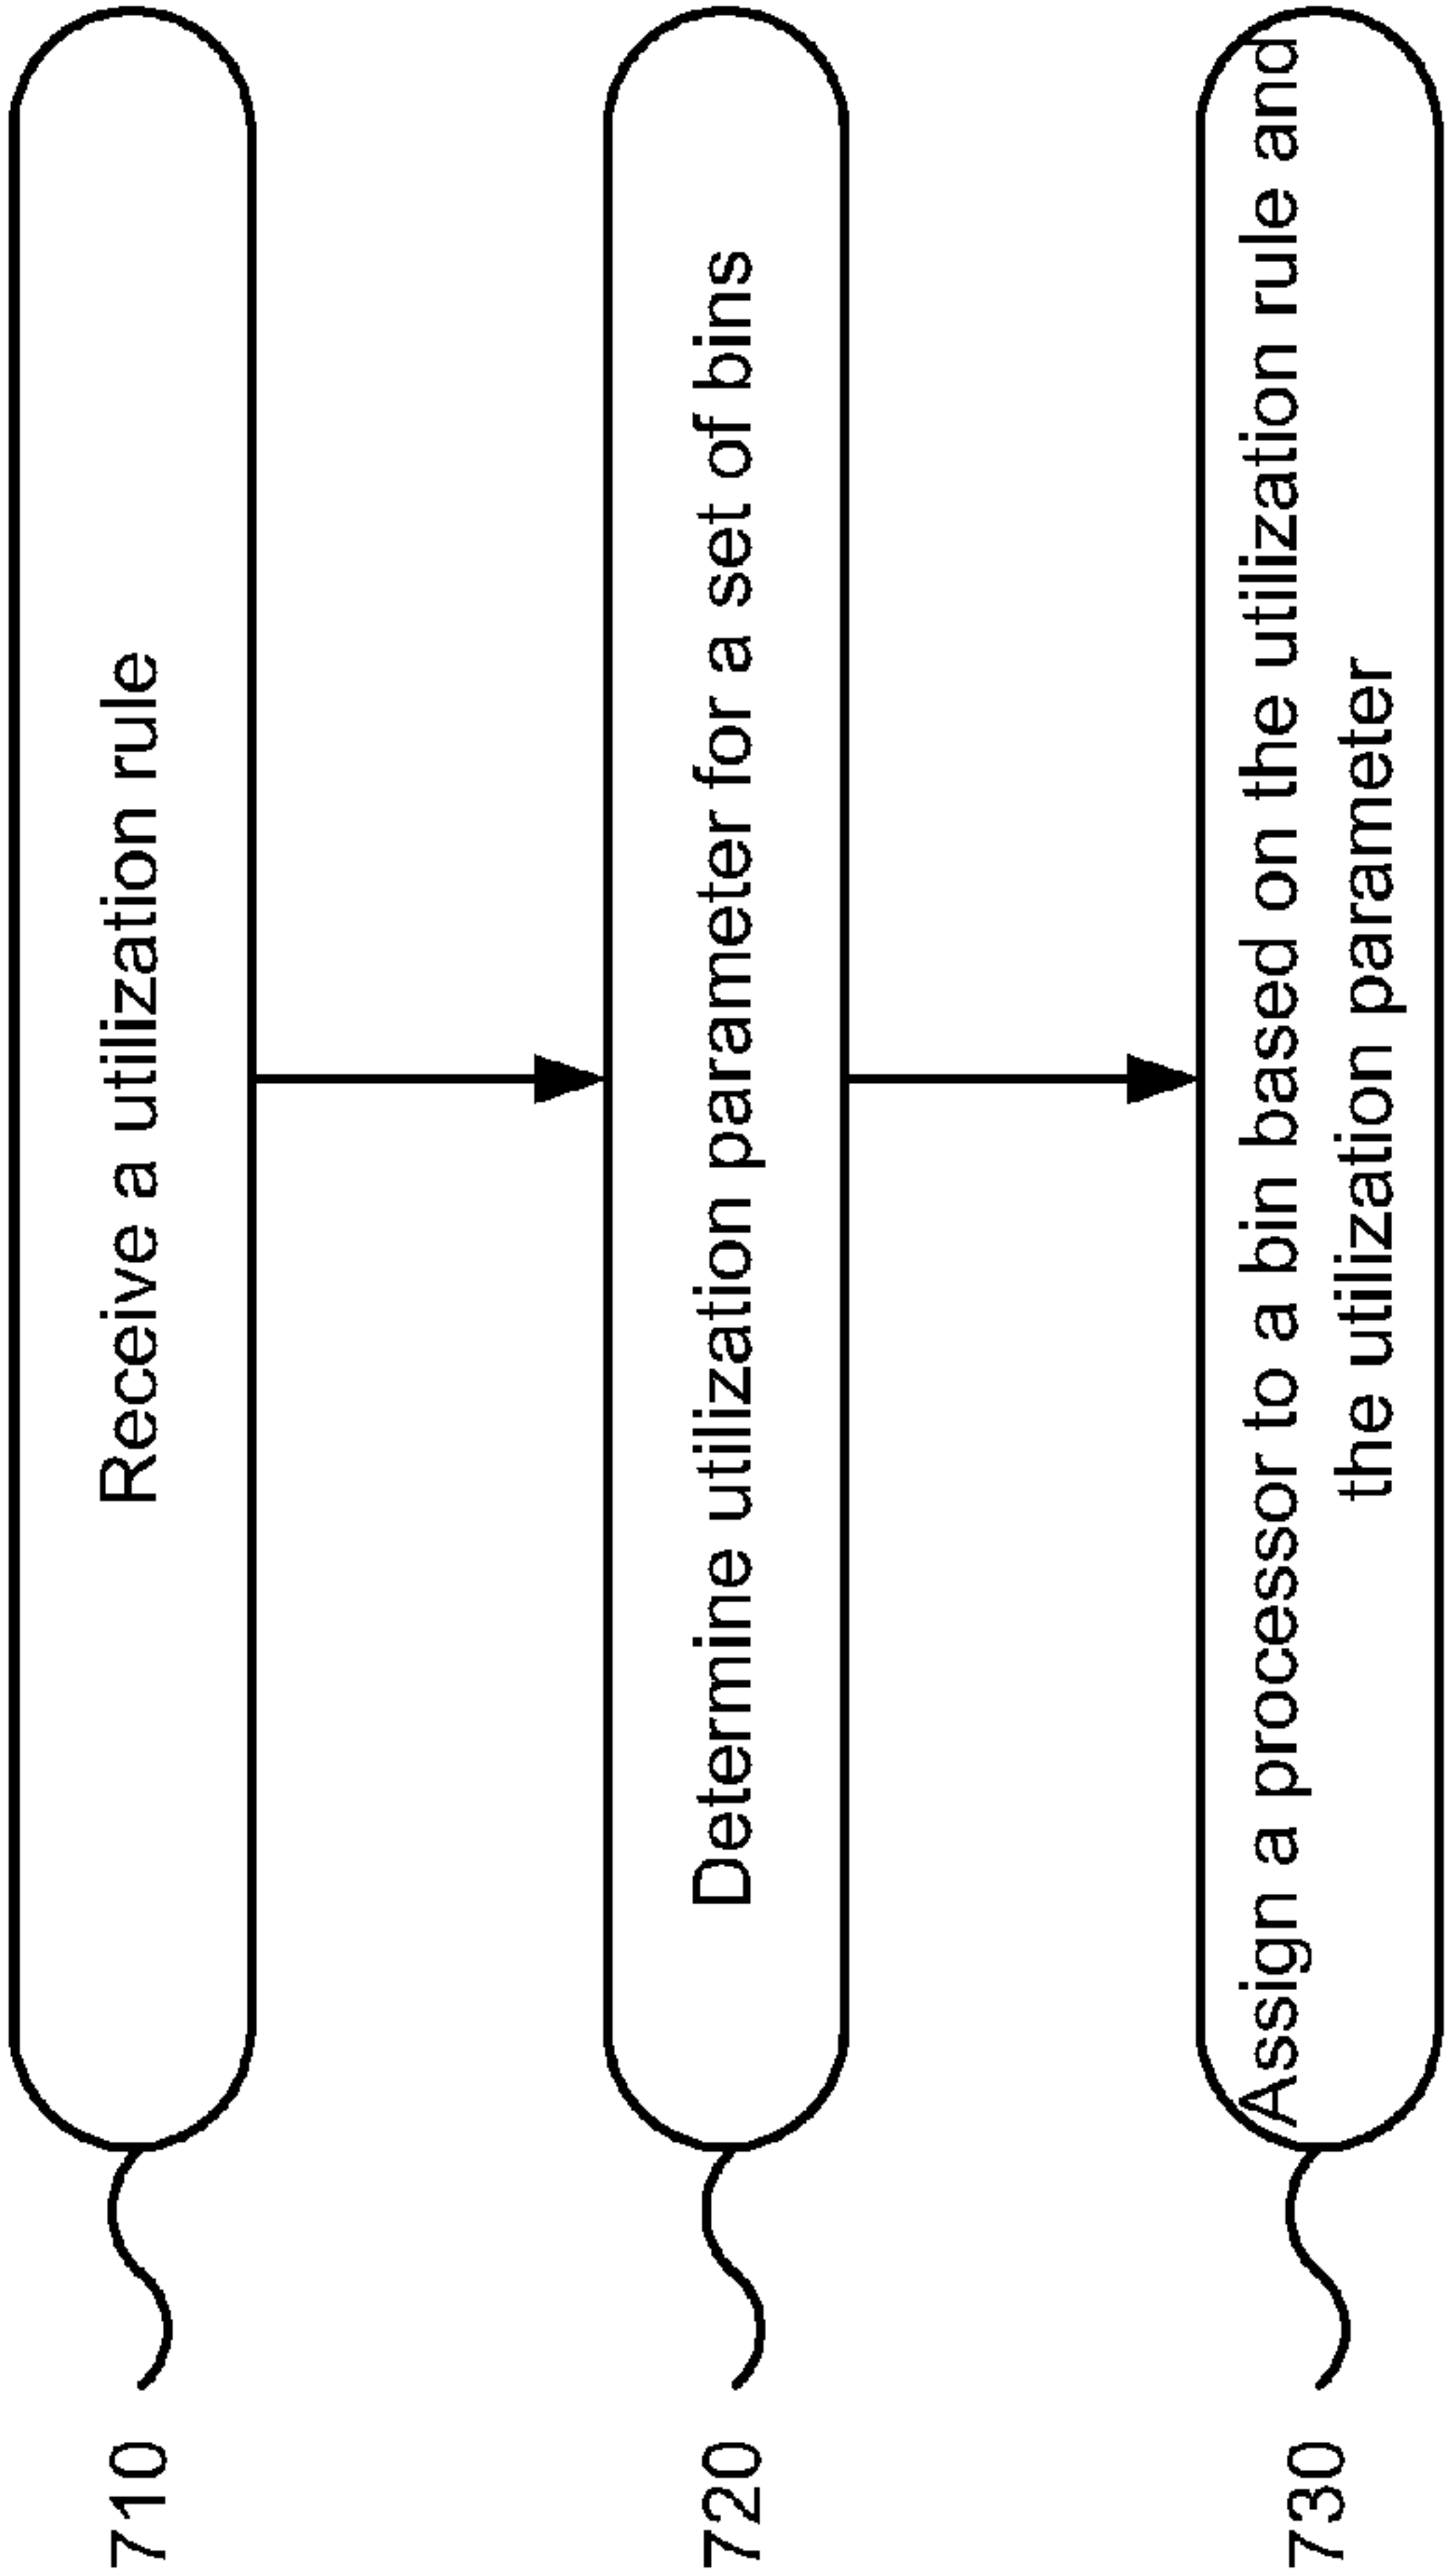 710
Receive a utilization rule
720
Determine utilization parameter for a set of bins
730
Assign a processor to a bin based on the utilization rule and
the utilization parameter